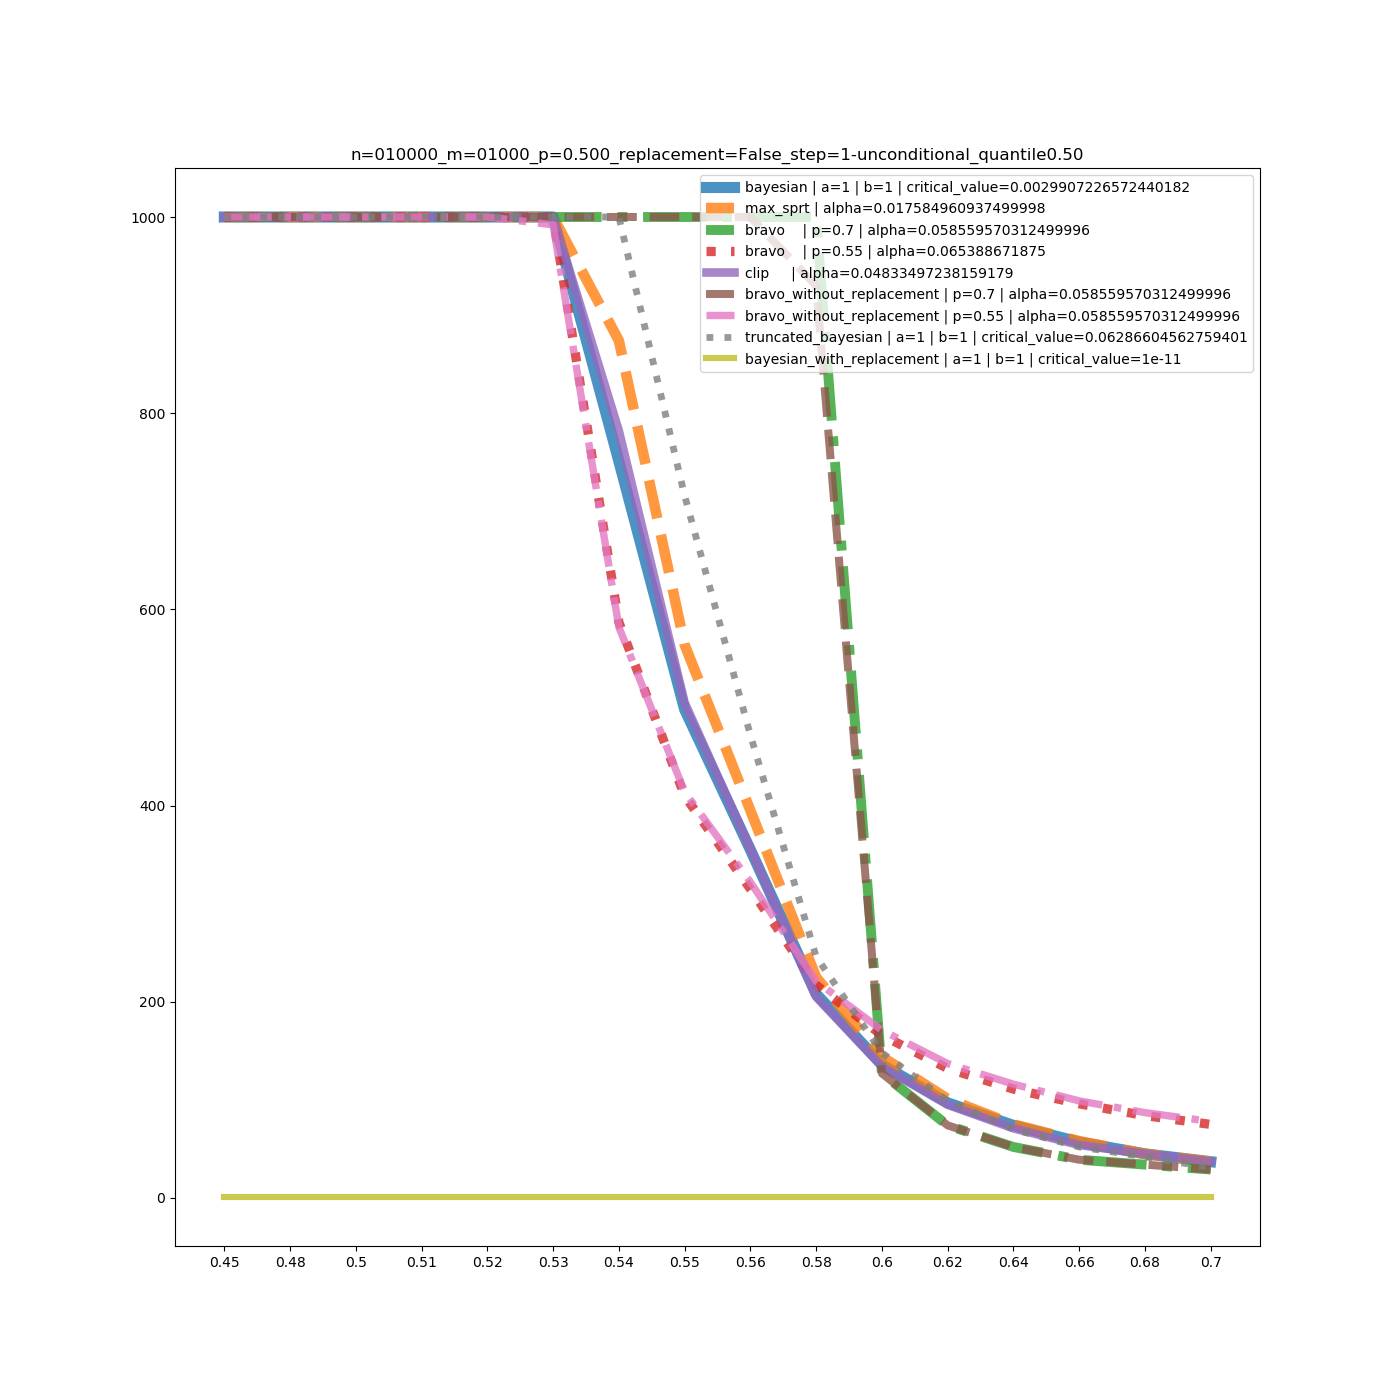 n=010000_m=01000_p=0.500_replacement=False_step=1-unconditional_quantile0.50
bayesian | a=1 | b=1 | critical_value=0.0029907226572440182
max_sprt | alpha=0.017584960937499998
bravo    | p=0.7 | alpha=0.058559570312499996
bravo    | p=0.55 | alpha=0.065388671875
clip     | alpha=0.04833497238159179
bravo_without_replacement | p=0.7 | alpha=0.058559570312499996
bravo_without_replacement | p=0.55 | alpha=0.058559570312499996
truncated_bayesian | a=1 | b=1 | critical_value=0.06286604562759401
bayesian_with_replacement | a=1 | b=1 | critical_value=1e-11
1000
800
600
400
200
0
0.45 0.48 0.5 0.51 0.52 0.53 0.54 0.55 0.56 0.58 0.6 0.62 0.64 0.66 0.68 0.7